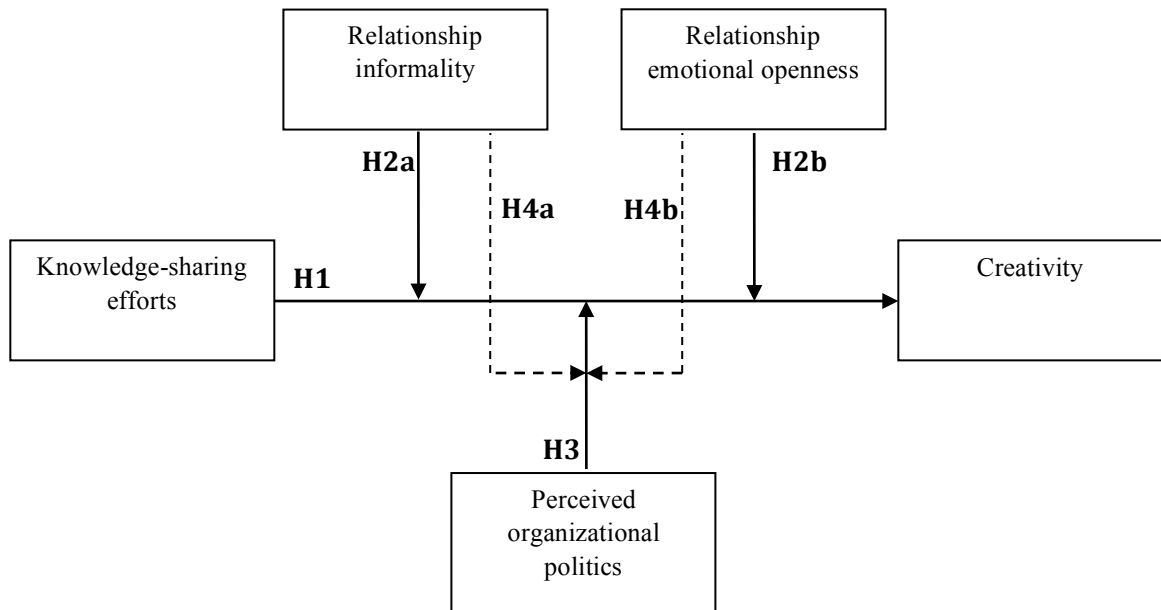 Relationship
informality
Relationship
emotional openness
H2a
H2b
H4a
H4b
Knowledge-sharing
efforts
H1
Creativity
H3
Perceived
organizational
politics